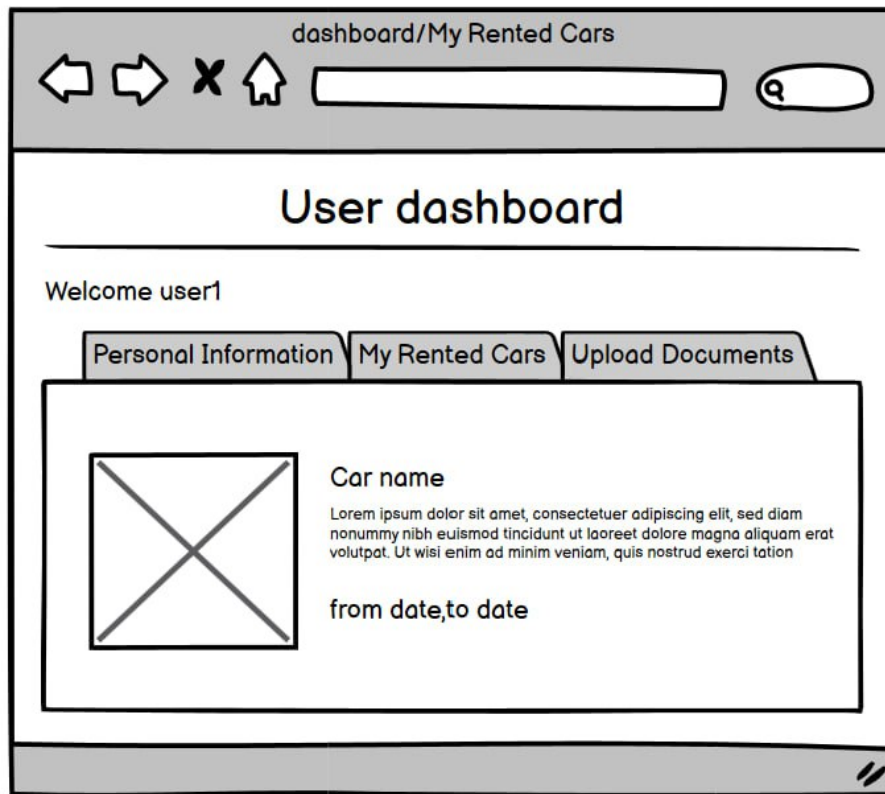 dashboard/My Rented Cars
User dashboard
Welcome user1
Personal Information
My Rented Cars
Upload Documents
Car name
Lorem ipsum dolor sit amet, consectetuer adipiscing elit, sed diam
nonummy nibh euismod tincidunt ut laoreet dolore magna aliquam erat
volutpat. Ut wisi enim ad minim veniam, quis nostrud exerci tation
from date,to date